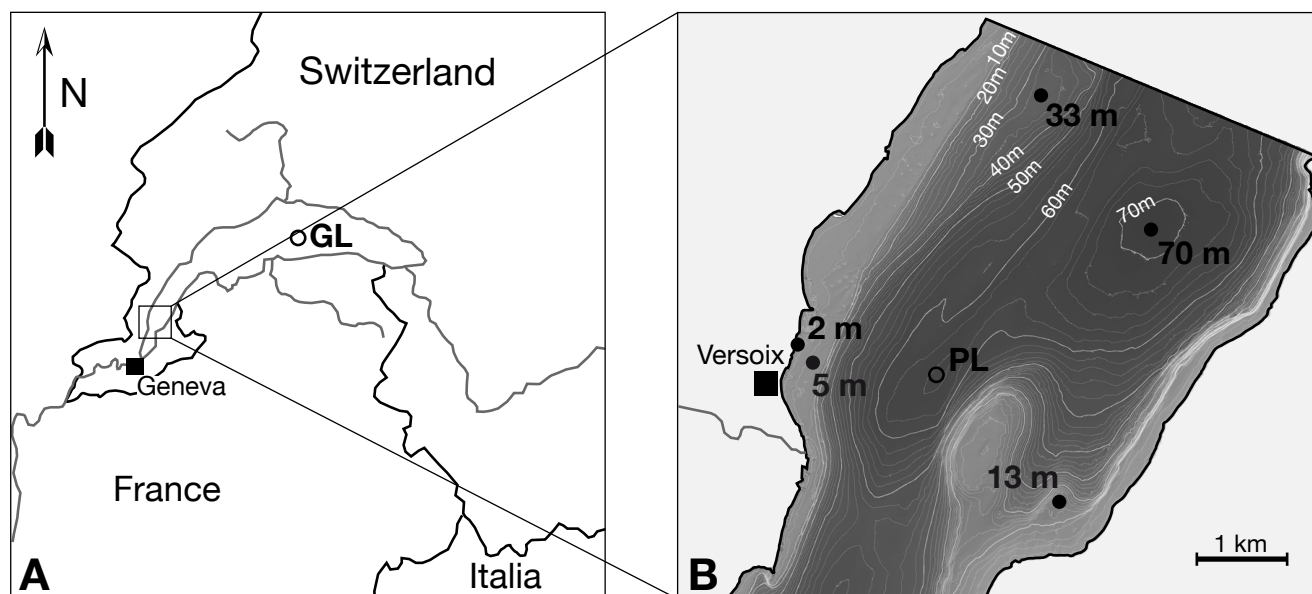 N
Switzerland
GL
Geneva
France
Italia
A
10m
20m
30m
40m
50m
60m
70m
33 m
70 m
2 m
Versoix
5 m
PL
13 m
1 km
B